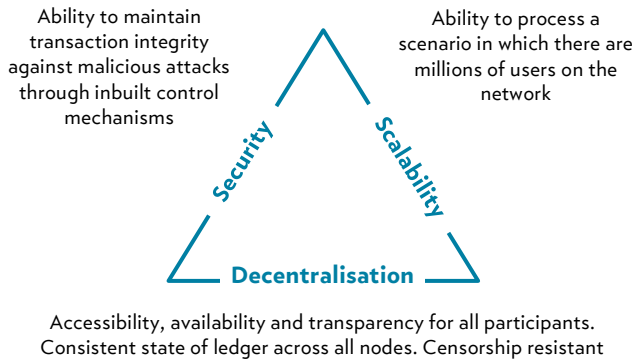 Ability to maintain
transaction integrity
against malicious attacks
through inbuilt control
mechanisms
Ability to process a
scenario in which there are
millions of users on the
network
Security
Scalability
Decentralisation
Accessibility, availability and transparency for all participants.
Consistent state of ledger across all nodes. Censorship resistant